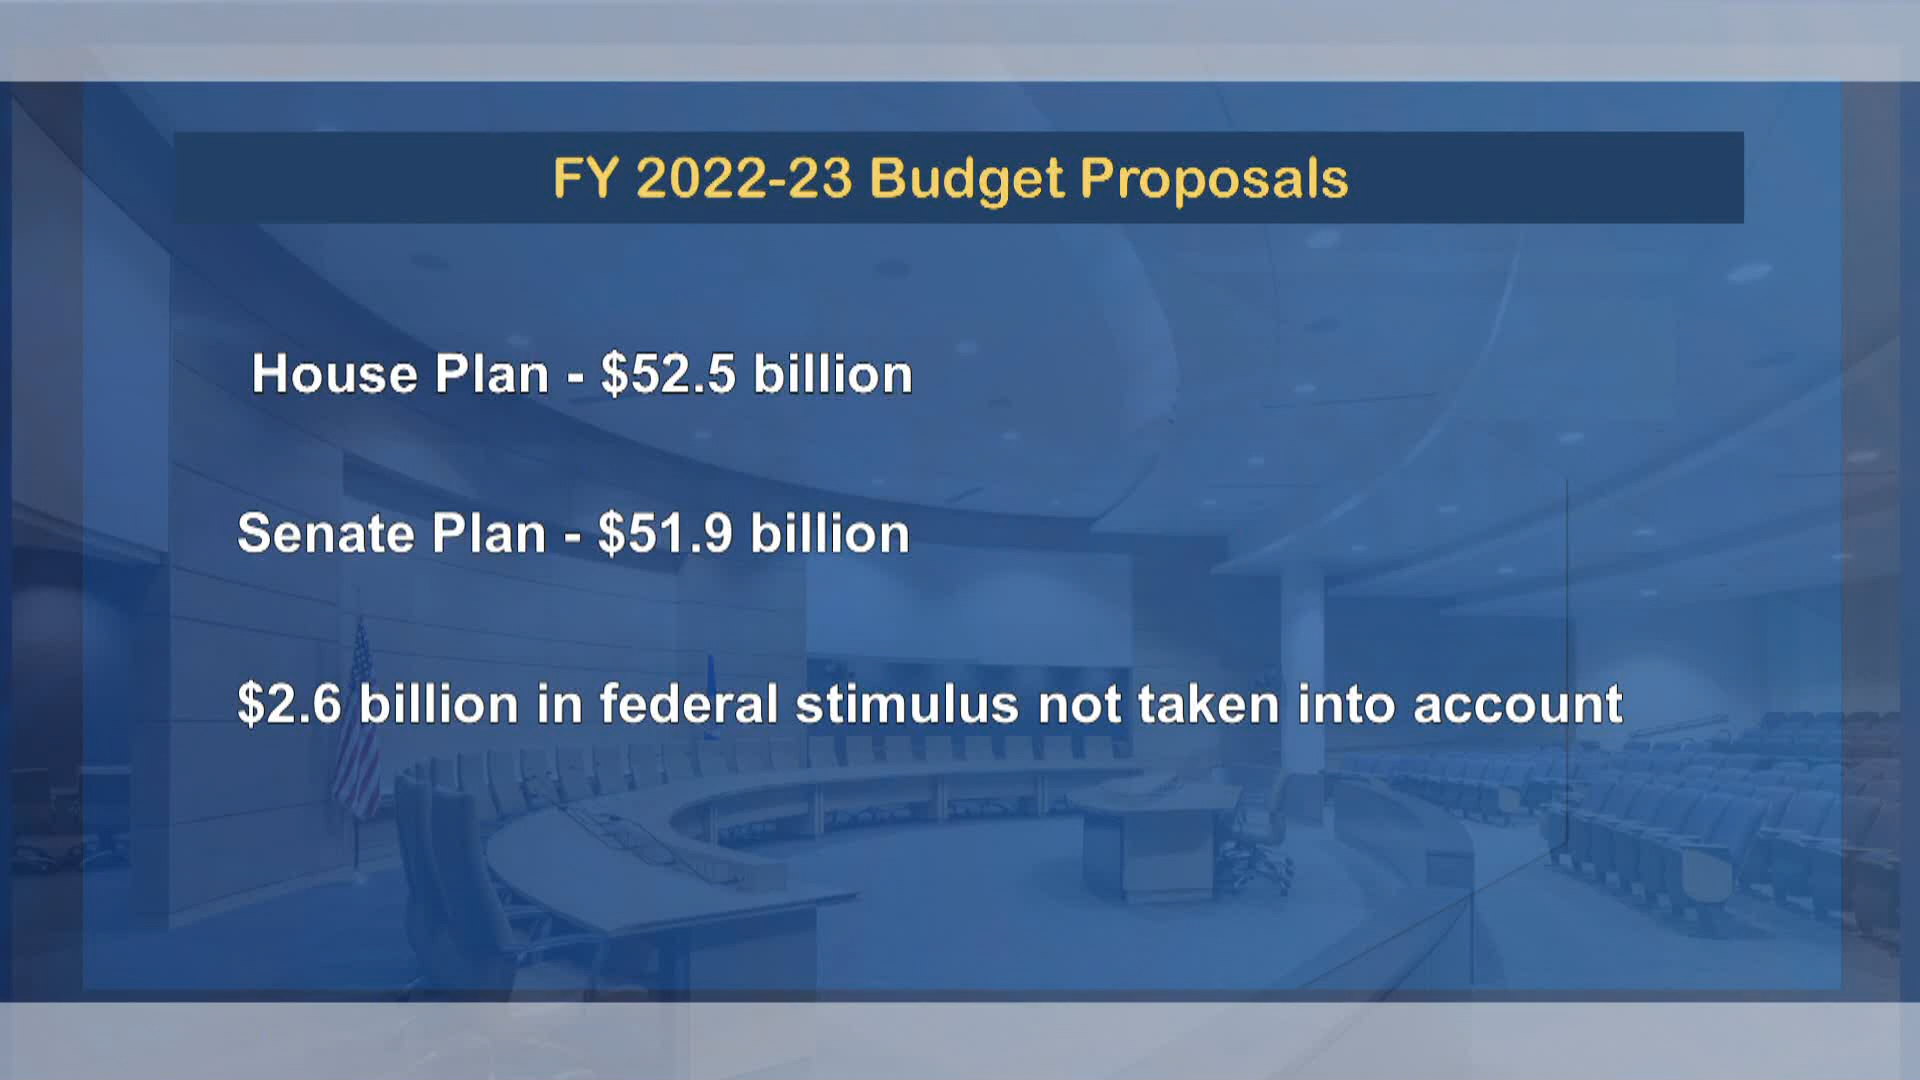 FY 2022-23 Budget Proposals
House Plan - $52.5 billion
Senate Plan - $51.9 billion
$2.6 billion in federal stimulus not taken into account